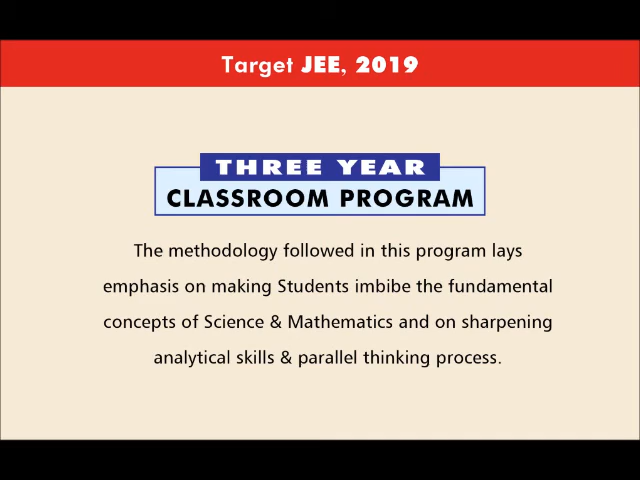 Target JEE, 2019
THREE YEAR
CLASSROOM PROGRAM
The methodology followed in this program lays
emphasis on making Students imbibe the fundamental
concepts of Science & Mathematics and on sharpening
analytical skills & parallel thinking process.